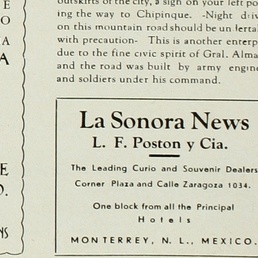 outskirts of the city, a sign on your left po
ing the way to Chipinque. -Night driv
on this mountain road should be un lertak
with precaution- This is another enterp
due to the fine civic spirit of Gral. Alma
and the road was built by army engine
and soldiers under his command.
La Sonora News
L. F. Poston y Cia.
The Leading Curio and Souvenir Dealers
Corner Plaza and Calle Zaragoza 1034.
One block from all the Principal
Hotels
MONTERREY, N. L., MEXICO.
E
O
IA
A
E
O.
NS